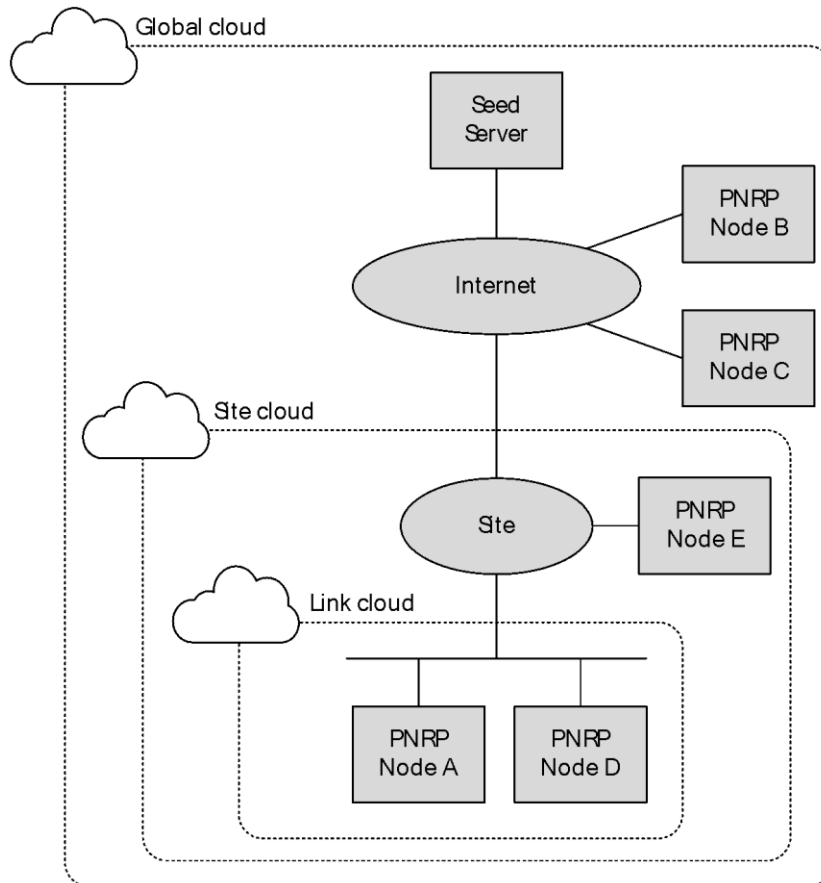 Global cloud
Seed
Server
PNRP
Node B
Internet
PNRP
Node C
Site cloud
Site
PNRP
Node E
Link cloud
PNRP
Node A
PNRP
Node D